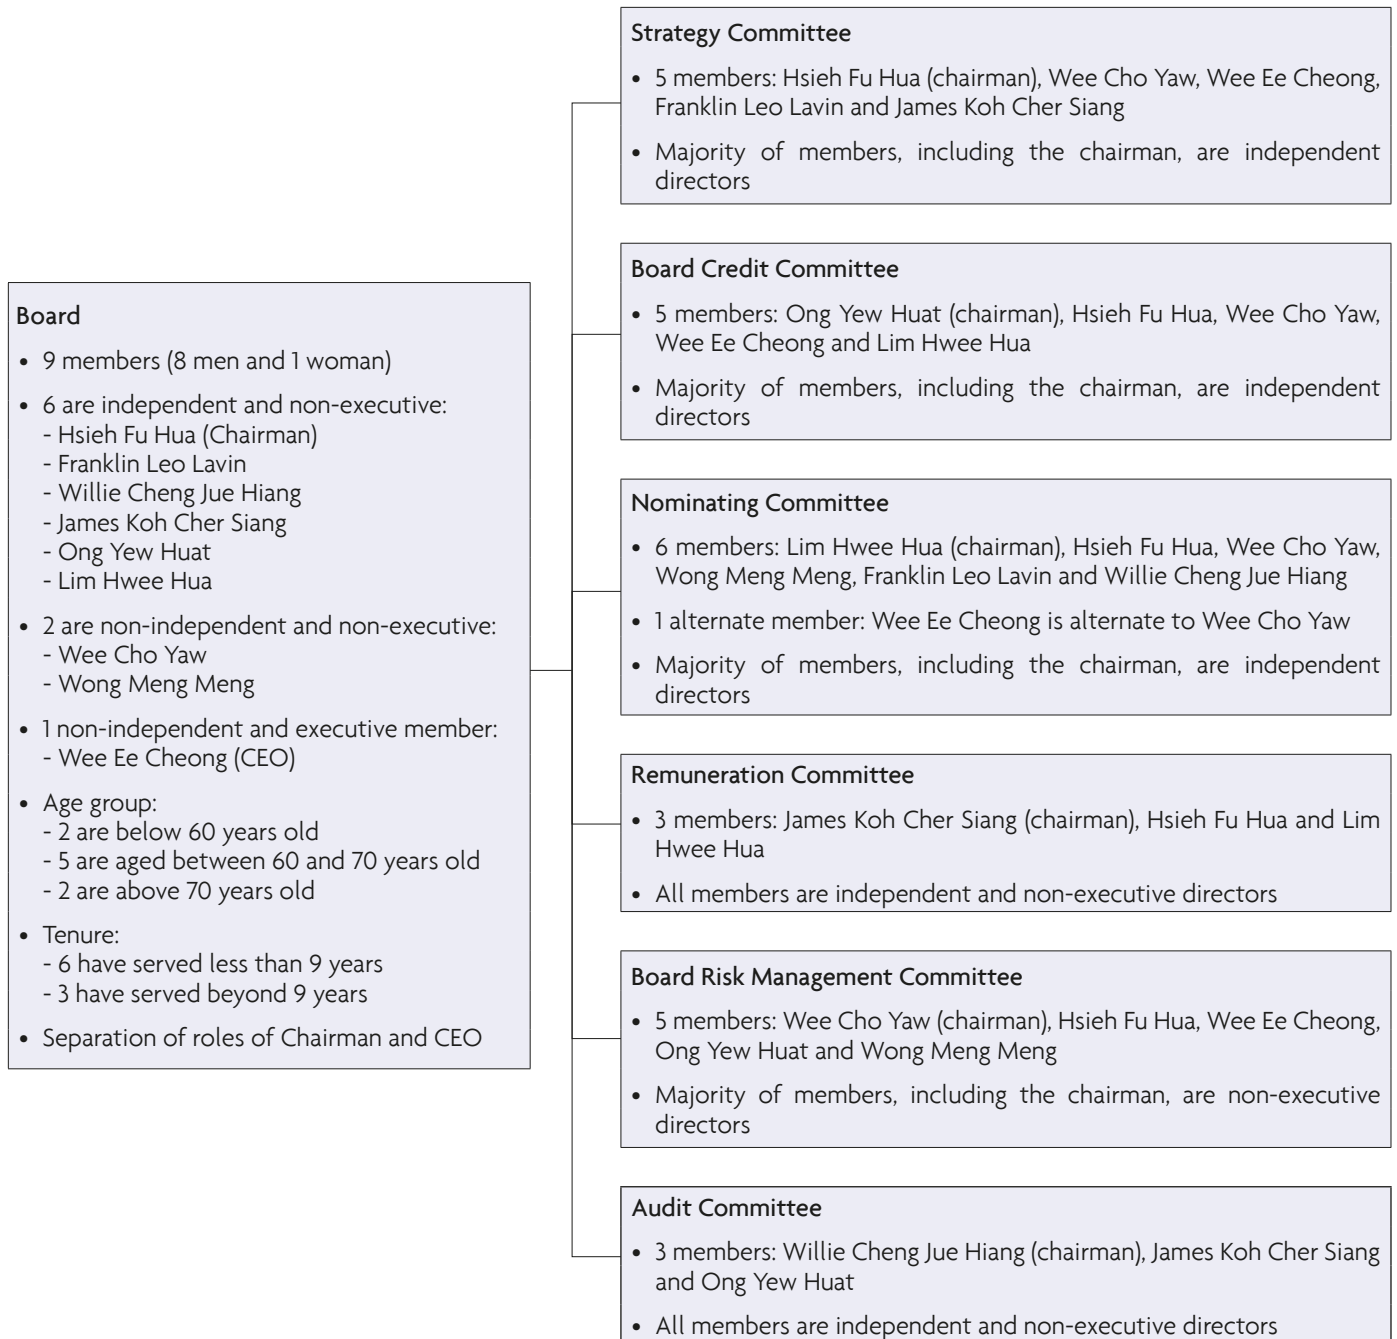 Board
• 9 members (8 men and 1 woman)
• 6 are independent and non-executive:
- Hsieh Fu Hua (Chairman)
- Franklin Leo Lavin
- Willie Cheng Jue Hiang
- James Koh Cher Siang
- Ong Yew Huat
- Lim Hwee Hua
• 2 are non-independent and non-executive:
- Wee Cho Yaw
- Wong Meng Meng
• 1 non-independent and executive member:
- Wee Ee Cheong (CEO)
• Age group:
- 2 are below 60 years old
- 5 are aged between 60 and 70 years old
- 2 are above 70 years old
• Tenure:
- 6 have served less than 9 years
- 3 have served beyond 9 years
• Separation of roles of Chairman and CEO
Strategy Committee
• 5 members: Hsieh Fu Hua (chairman), Wee Cho Yaw, Wee Ee Cheong,
Franklin Leo Lavin and James Koh Cher Siang
• Majority of members, including the chairman, are independent
directors
Board Credit Committee
• 5 members: Ong Yew Huat (chairman), Hsieh Fu Hua, Wee Cho Yaw,
Wee Ee Cheong and Lim Hwee Hua
• Majority of members, including the chairman, are independent
directors
Nominating Committee
• 6 members: Lim Hwee Hua (chairman), Hsieh Fu Hua, Wee Cho Yaw,
Wong Meng Meng, Franklin Leo Lavin and Willie Cheng Jue Hiang
• 1 alternate member: Wee Ee Cheong is alternate to Wee Cho Yaw
• Majority of members, including the chairman, are independent
directors
Remuneration Committee
• 3 members: James Koh Cher Siang (chairman), Hsieh Fu Hua and Lim
Hwee Hua
• All members are independent and non-executive directors
Board Risk Management Committee
• 5 members: Wee Cho Yaw (chairman), Hsieh Fu Hua, Wee Ee Cheong,
Ong Yew Huat and Wong Meng Meng
• Majority of members, including the chairman, are non-executive
directors
Audit Committee
• 3 members: Willie Cheng Jue Hiang (chairman), James Koh Cher Siang
and Ong Yew Huat
• All members are independent and non-executive directors